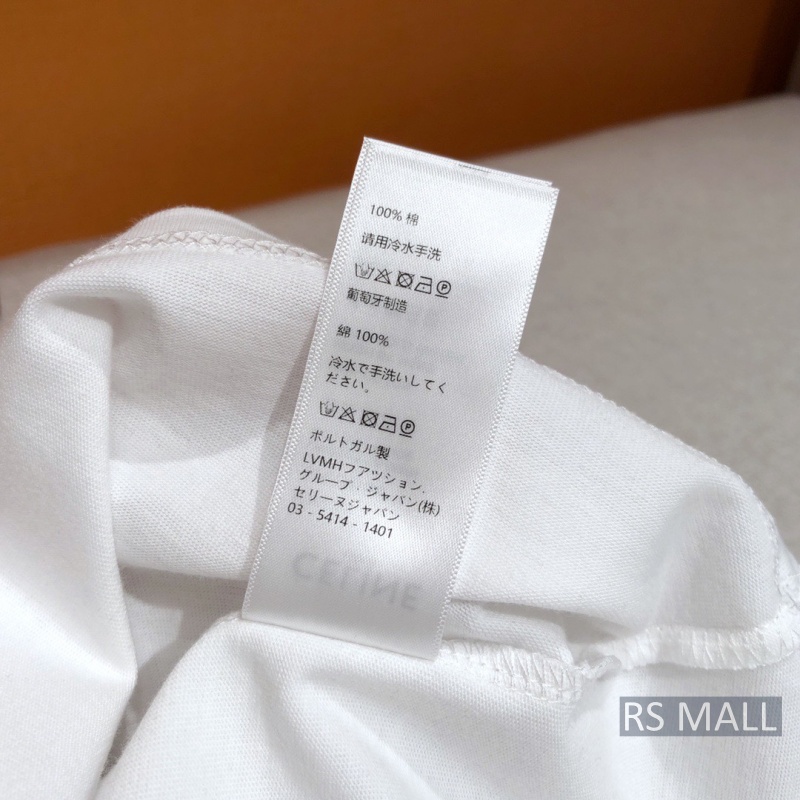 100% 棉
请用冷水手洗
葡萄牙制造
綿 100%
冷水で手洗いしてく
ださい。
ポルトガル製
LVMHファツション.
グループ・ジャパン(株)
セリーヌジャパン
03 - 5414 - 1401
CELINE
RS MALL